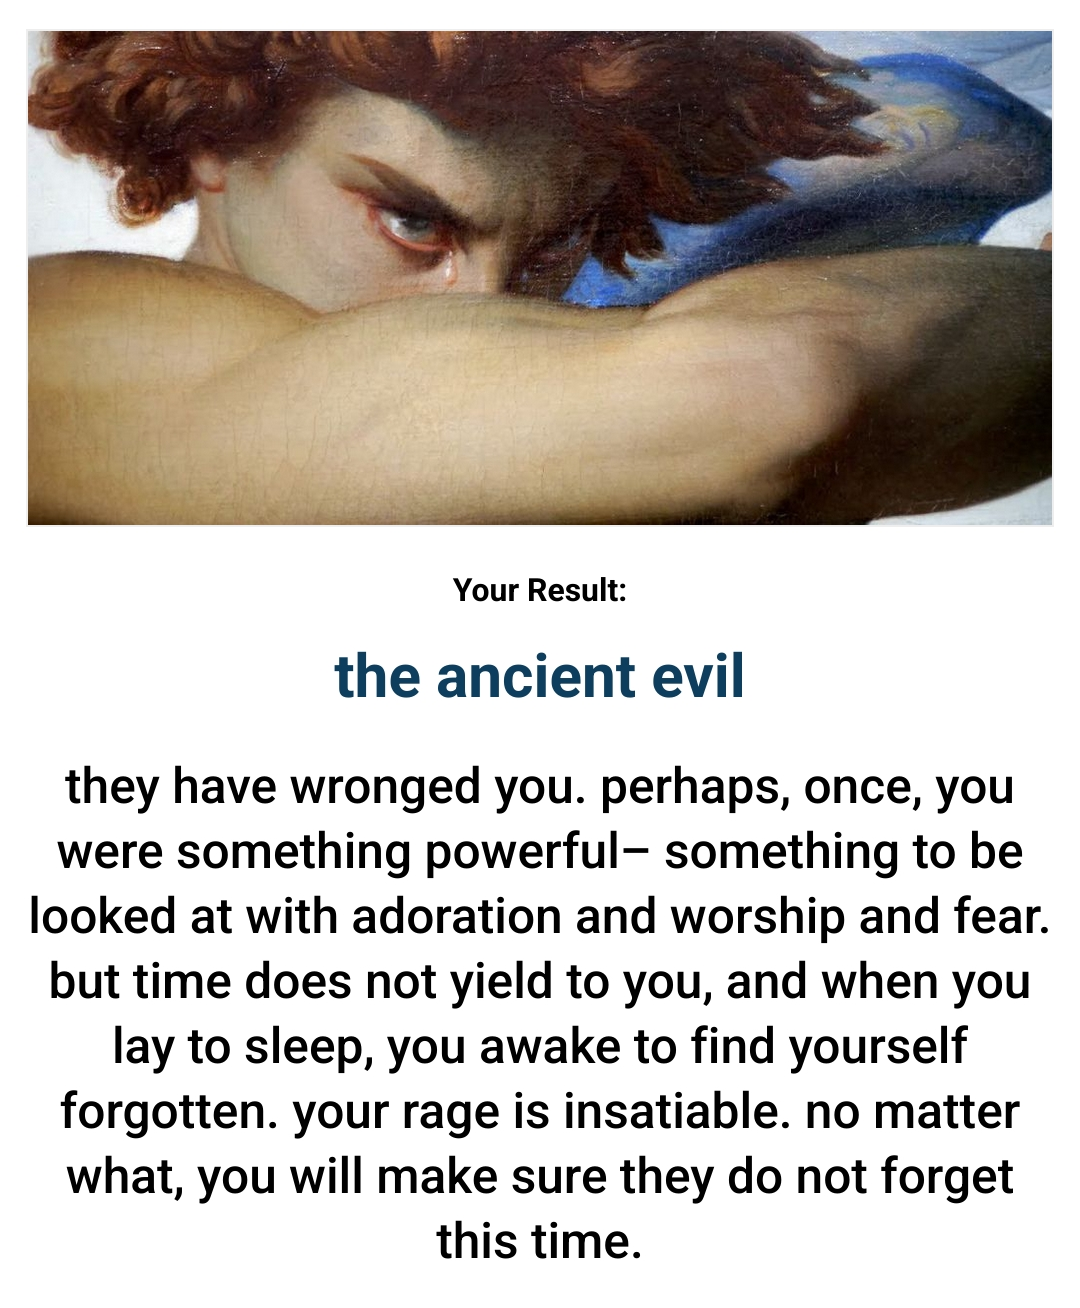 Your Result:
the ancient evil
they have wronged you. perhaps, once, you
were something powerful– something to be
looked at with adoration and worship and fear.
but time does not yield to you, and when you
lay to sleep, you awake to find yourself
forgotten. your rage is insatiable. no matter
what, you will make sure they do not forget
this time.